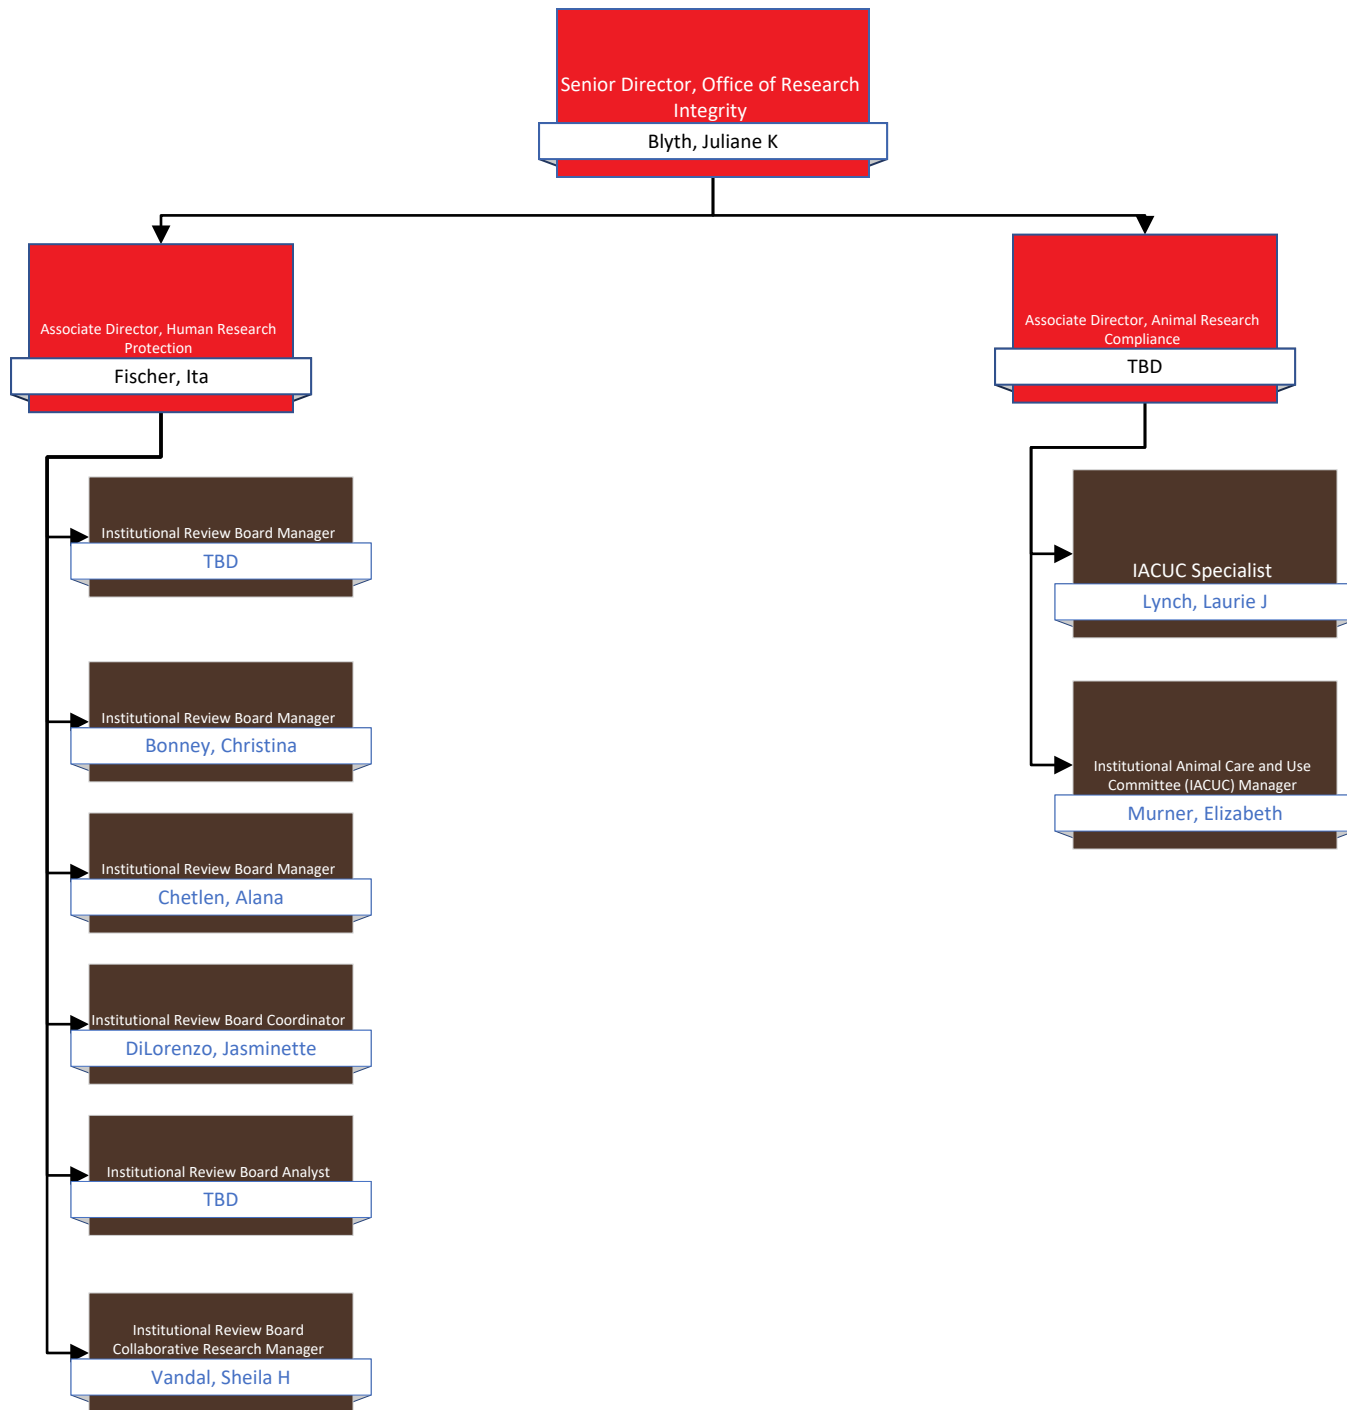 Senior Director, Office of Research
Integrity
Blyth, Juliane K
Associate Director, Human Research
Protection
Fischer, Ita
Institutional Review Board Manager
TBD
Institutional Review Board Manager
Bonney, Christina
Institutional Review Board Manager
Chetlen, Alana
Institutional Review Board Coordinator
DiLorenzo, Jasminette
Institutional Review Board Analyst
TBD
Institutional Review Board
Collaborative Research Manager
Vandal, Sheila H
Associate Director, Animal Research
Compliance
TBD
IACUC Specialist
Lynch, Laurie J
Institutional Animal Care and Use
Committee (IACUC) Manager
Murner, Elizabeth